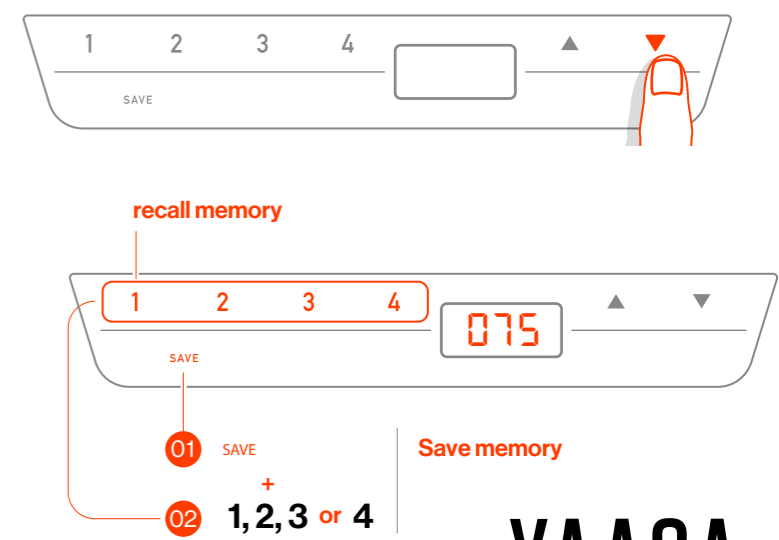 1 2 3 4
SAVE
recall memory
1 2 3 4
075
SAVE
01 SAVE
Save memory
+
02 1, 2, 3 or 4